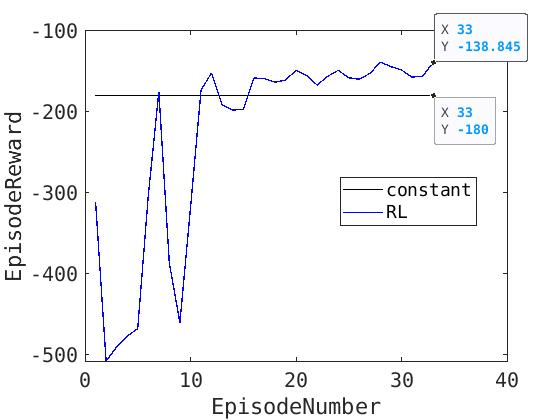 -100
-200
-300
-400
-500
EpisodeReward
0
10
20
30
40
EpisodeNumber
X 33
Y -138.845
X 33
Y -180
constant
RL